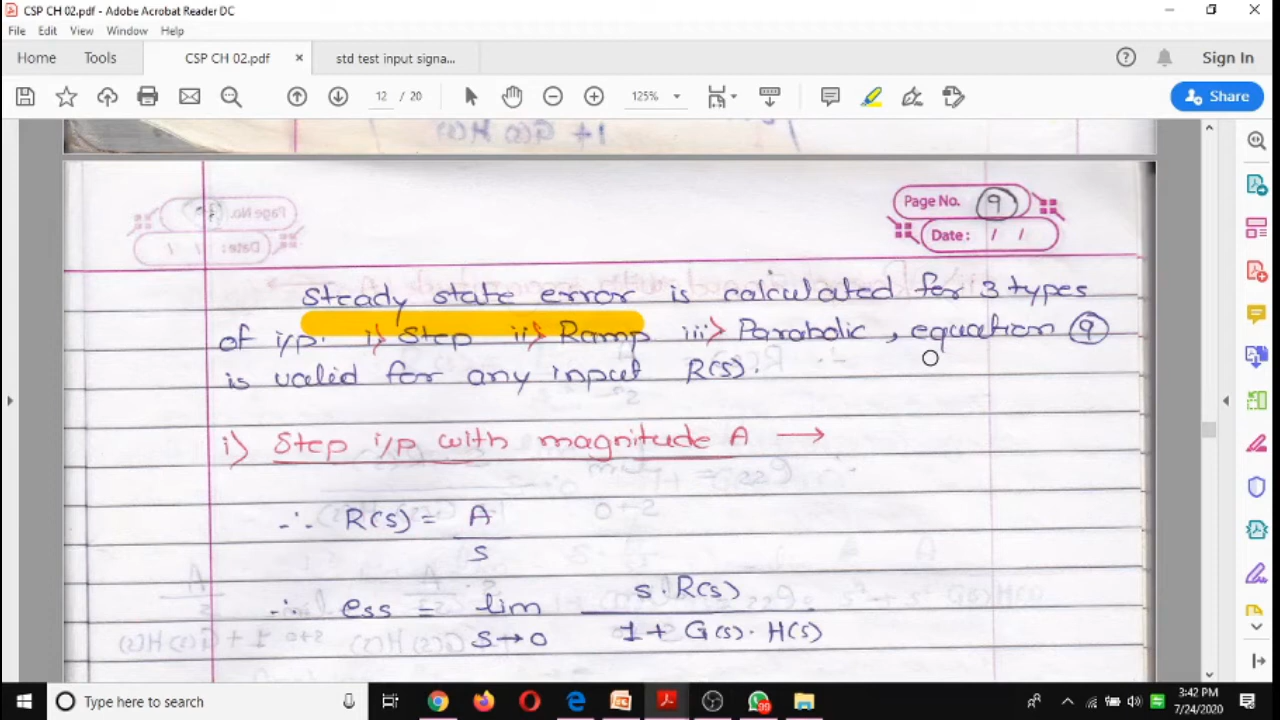 CSP CH 02.pdf - Adobe Acrobat Reader DC
File Edit View Window Help
Home Tools CSP CH 02.pdf × std test input signa... Sign In
12 / 20 125% Share
1 + G(s) H(s)
Page No. 9
Date: / /
Steady state error is calculated for 3 types
of i/p. i> Step ii> Ramp iii> Parabolic, equation 9
is valid for any input R(s).
i) Step i/p with magnitude A →
∴ R(s) = A
s
∴ ess = lim s·R(s)
s→0 1 + G(s)·H(s)
Type here to search
99
3:42 PM
7/24/2020